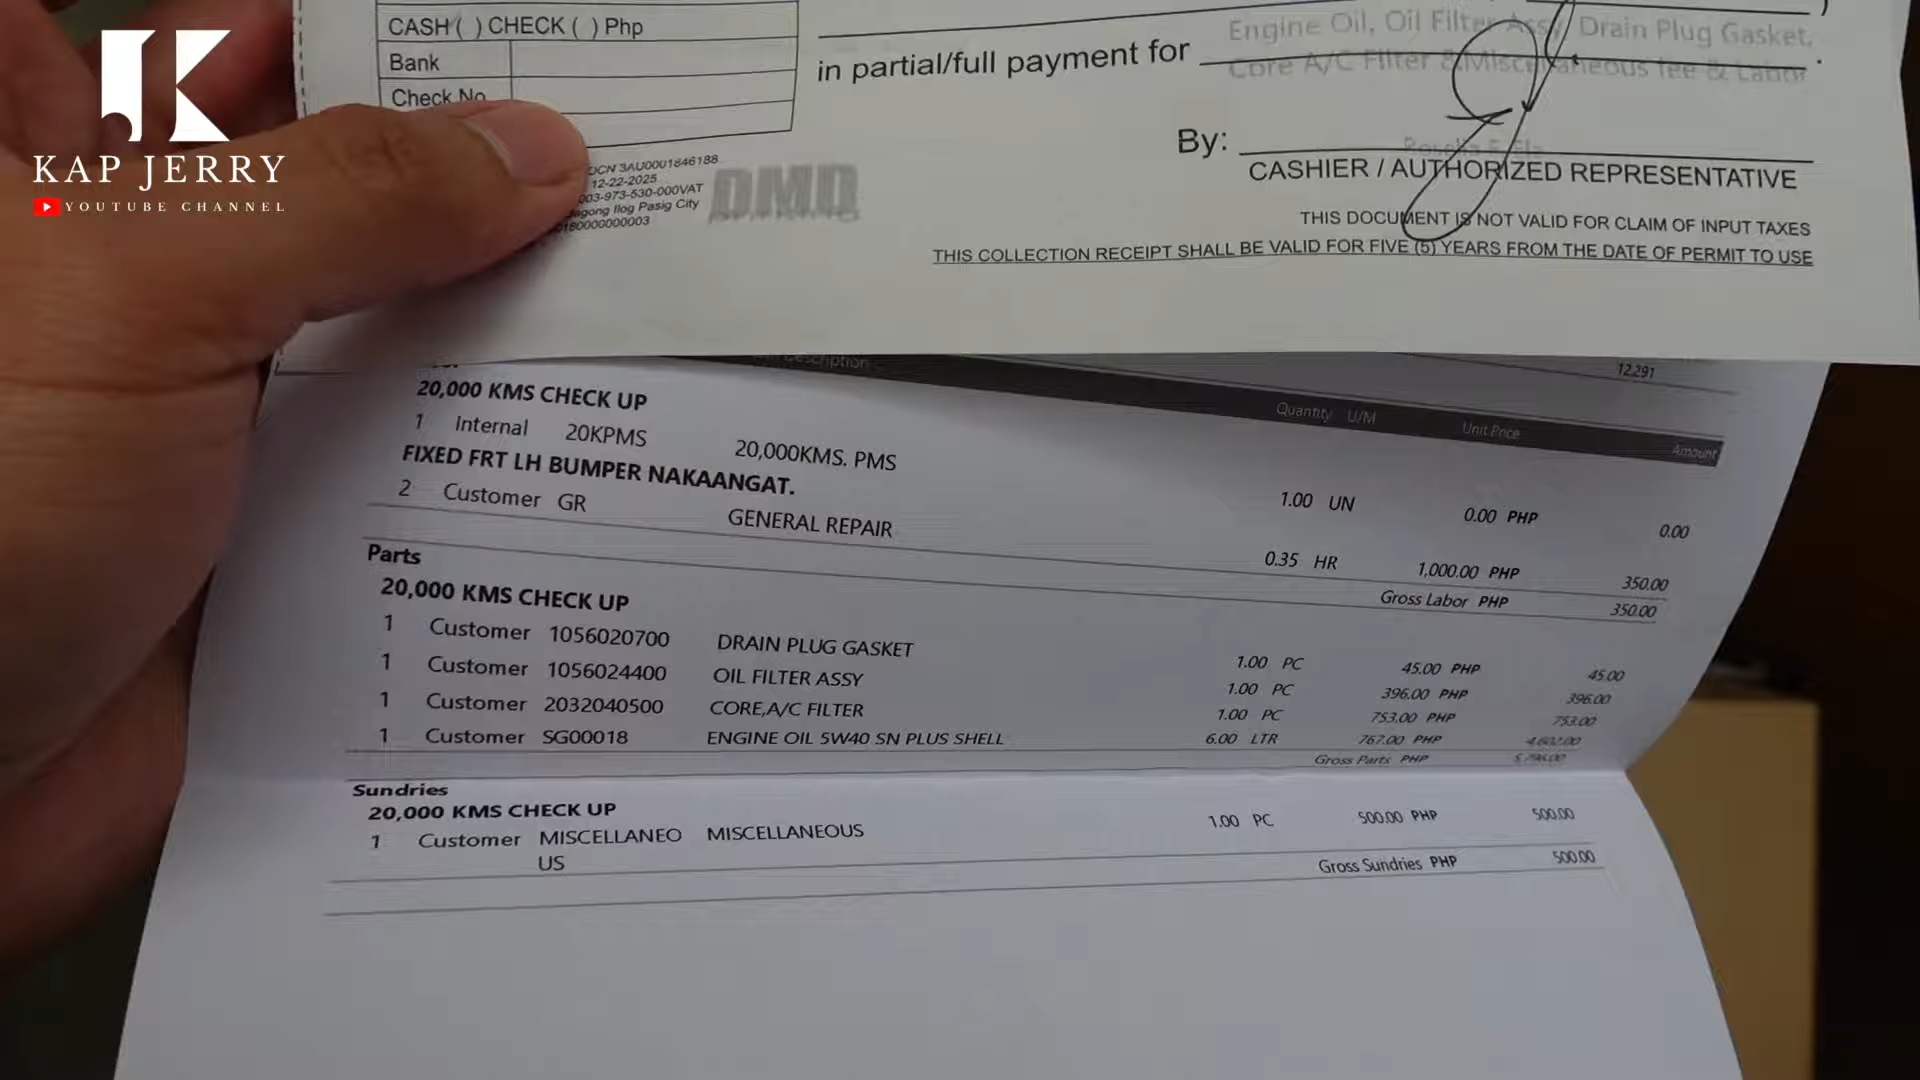 JK
KAP JERRY
YOUTUBE CHANNEL
CASH ( ) CHECK ( ) Php
Bank
Check No
in partial/full payment for
Engine Oil, Oil Filter Assy, Drain Plug Gasket,
Core A/C Filter & Miscellaneous fee & Labor
By:
CASHIER / AUTHORIZED REPRESENTATIVE
OCN 3AU0001846188
12-22-2025
003-973-530-000VAT
Ilog Pasig City
DMD
THIS DOCUMENT IS NOT VALID FOR CLAIM OF INPUT TAXES
THIS COLLECTION RECEIPT SHALL BE VALID FOR FIVE (5) YEARS FROM THE DATE OF PERMIT TO USE
12,291
Description Quantity U/M Unit Price Amount
20,000 KMS CHECK UP
1 Internal 20KPMS 20,000KMS. PMS 1.00 UN 0.00 PHP 0.00
FIXED FRT LH BUMPER NAKAANGAT.
2 Customer GR GENERAL REPAIR 0.35 HR 1,000.00 PHP 350.00
Gross Labor PHP 350.00
Parts
20,000 KMS CHECK UP
1 Customer 1056020700 DRAIN PLUG GASKET 1.00 PC 45.00 PHP 45.00
1 Customer 1056024400 OIL FILTER ASSY 1.00 PC 396.00 PHP 396.00
1 Customer 2032040500 CORE,A/C FILTER 1.00 PC 753.00 PHP 753.00
1 Customer SG00018 ENGINE OIL 5W40 SN PLUS SHELL 6.00 LTR 767.00 PHP 4,602.00
Gross Parts PHP 5,796.00
Sundries
20,000 KMS CHECK UP
1 Customer MISCELLANEO MISCELLANEOUS 1.00 PC 500.00 PHP 500.00
US
Gross Sundries PHP 500.00